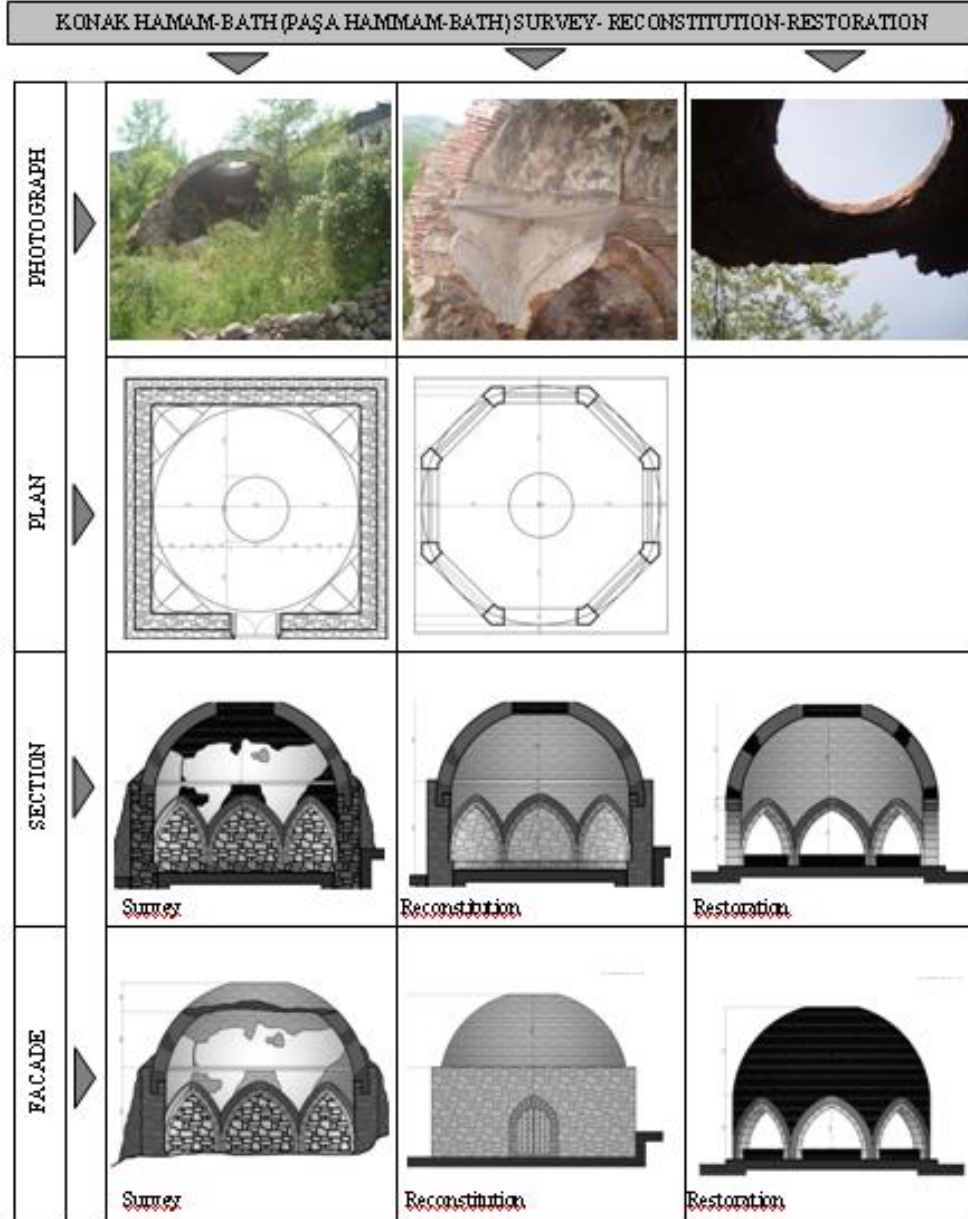 KONAK HAMAM-BATH (PAŞA HAMMAM-BATH) SURVEY- RECONSTITUTION-RESTORATION
PHOTOGRAPH
PLAN
SECTION
Survey
Reconstitution
Restoration
FACADE
Survey
Reconstitution
Restoration